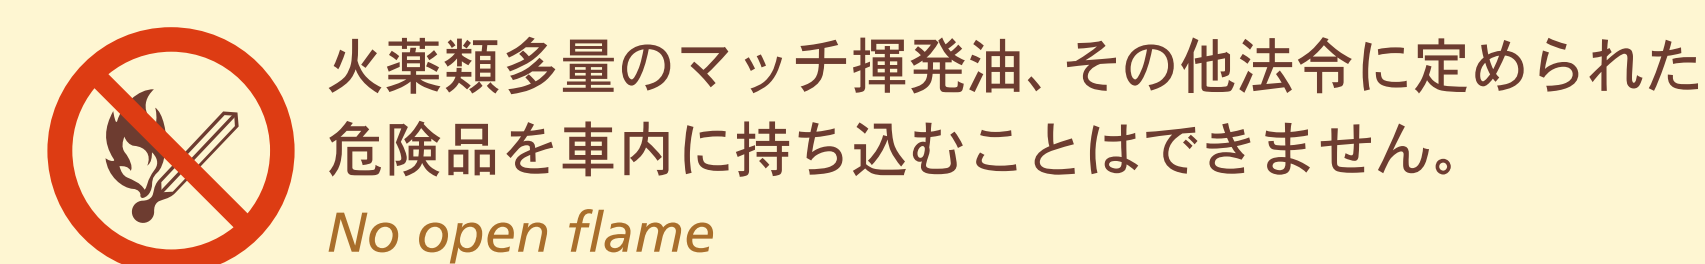 火薬類多量のマッチ揮発油、その他法令に定められた
危険品を車内に持ち込むことはできません。
No open flame